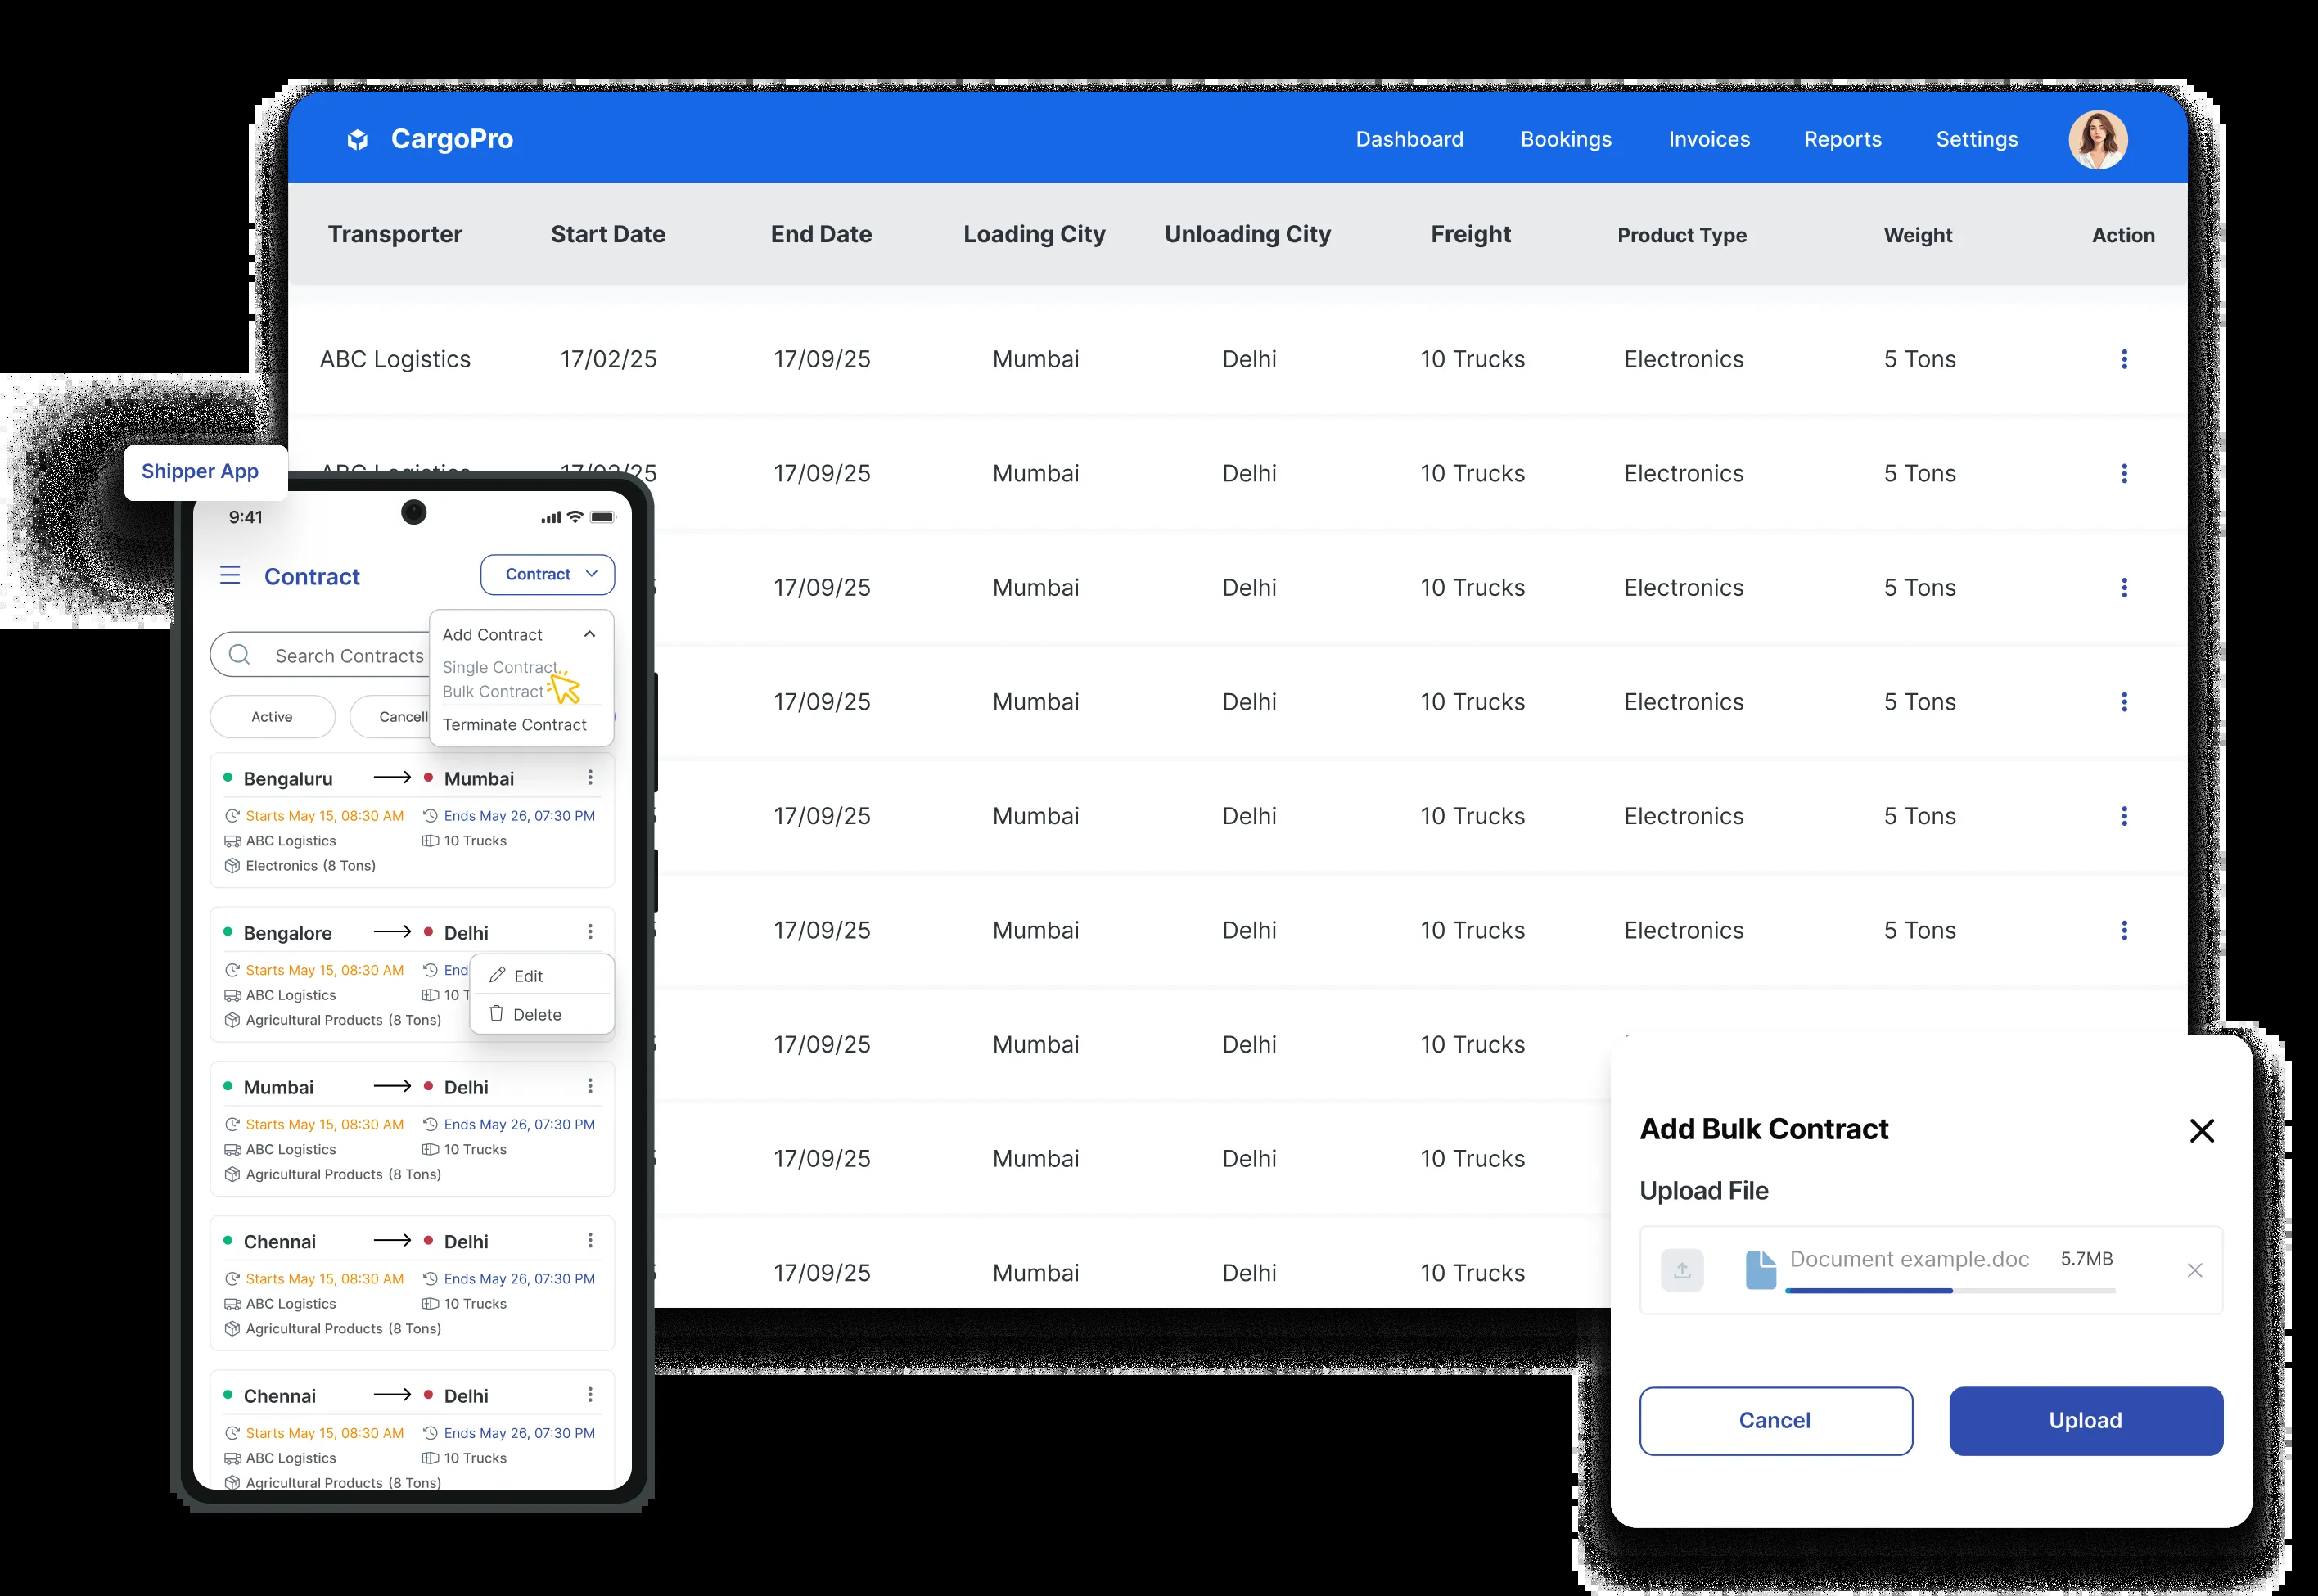 CargoPro Dashboard Bookings Invoices Reports Settings
Transporter Start Date End Date Loading City Unloading City Freight Product Type Weight Action
ABC Logistics 17/02/25 17/09/25 Mumbai Delhi 10 Trucks Electronics 5 Tons
ABC Logistics 17/02/25 17/09/25 Mumbai Delhi 10 Trucks Electronics 5 Tons
17/09/25 Mumbai Delhi 10 Trucks Electronics 5 Tons
17/09/25 Mumbai Delhi 10 Trucks Electronics 5 Tons
17/09/25 Mumbai Delhi 10 Trucks Electronics 5 Tons
17/09/25 Mumbai Delhi 10 Trucks Electronics 5 Tons
17/09/25 Mumbai Delhi 10 Trucks
17/09/25 Mumbai Delhi 10 Trucks
17/09/25 Mumbai Delhi 10 Trucks
Shipper App
9:41
Contract Contract
Search Contracts
Add Contract
Single Contract
Bulk Contract
Terminate Contract
Active Cancell
Bengaluru Mumbai
Starts May 15, 08:30 AM Ends May 26, 07:30 PM
ABC Logistics 10 Trucks
Electronics (8 Tons)
Bengalore Delhi
Starts May 15, 08:30 AM End
ABC Logistics 10 T
Agricultural Products (8 Tons)
Edit
Delete
Mumbai Delhi
Starts May 15, 08:30 AM Ends May 26, 07:30 PM
ABC Logistics 10 Trucks
Agricultural Products (8 Tons)
Chennai Delhi
Starts May 15, 08:30 AM Ends May 26, 07:30 PM
ABC Logistics 10 Trucks
Agricultural Products (8 Tons)
Chennai Delhi
Starts May 15, 08:30 AM Ends May 26, 07:30 PM
ABC Logistics 10 Trucks
Agricultural Products (8 Tons)
Add Bulk Contract
Upload File
Document example.doc 5.7MB
Cancel Upload